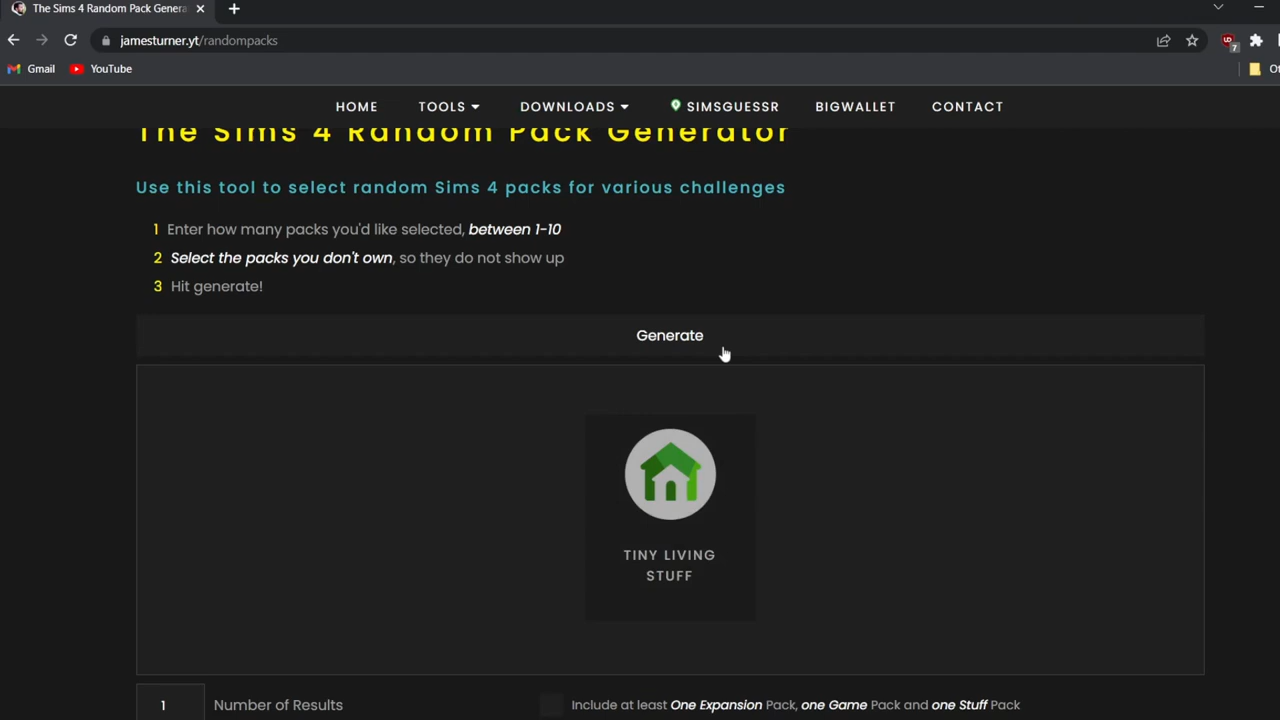 The Sims 4 Random Pack Genera
jamesturner.yt/randompacks
7
Gmail
YouTube
HOME
TOOLS
DOWNLOADS
SIMSGUESSR
BIGWALLET
CONTACT
The Sims 4 Random Pack Generator
Use this tool to select random Sims 4 packs for various challenges
1 Enter how many packs you'd like selected, between 1-10
2 Select the packs you don't own, so they do not show up
3 Hit generate!
Generate
TINY LIVING
STUFF
1 Number of Results
Include at least One Expansion Pack, one Game Pack and one Stuff Pack